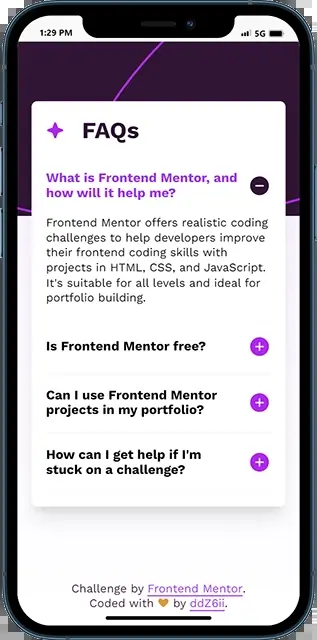 1:29 PM
5G
FAQs
What is Frontend Mentor, and
how will it help me?
Frontend Mentor offers realistic coding
challenges to help developers improve
their frontend coding skills with
projects in HTML, CSS, and JavaScript.
It's suitable for all levels and ideal for
portfolio building.
Is Frontend Mentor free?
Can I use Frontend Mentor
projects in my portfolio?
How can I get help if I'm
stuck on a challenge?
Challenge by Frontend Mentor.
Coded with 🧡 by ddZ6ii.